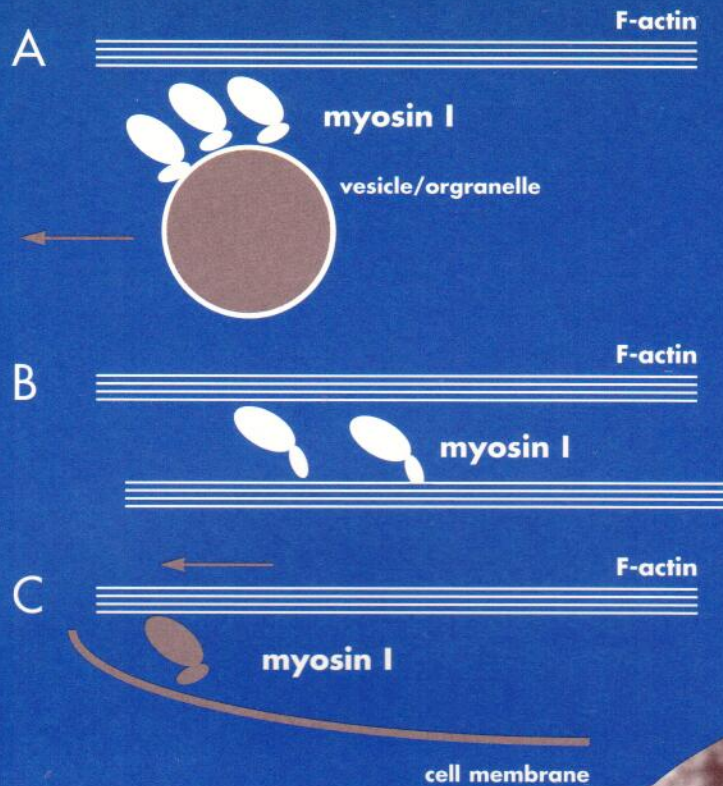 A
F-actin
myosin I
vesicle/orgranelle
B
F-actin
myosin I
C
F-actin
myosin I
cell membrane